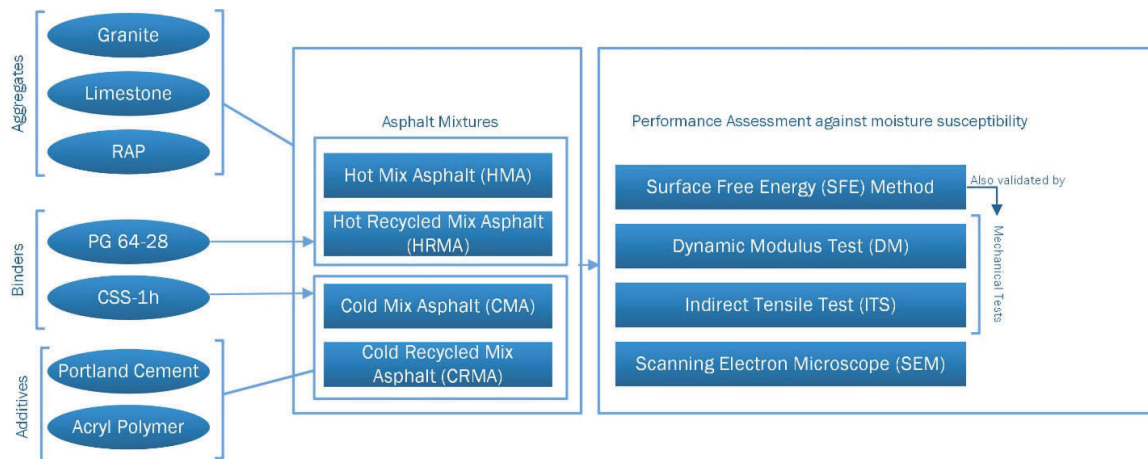 Aggregates
Granite
Limestone
RAP
Binders
PG 64-28
CSS-1h
Additives
Portland Cement
Acryl Polymer
Asphalt Mixtures
Hot Mix Asphalt (HMA)
Hot Recycled Mix Asphalt
(HRMA)
Cold Mix Asphalt (CMA)
Cold Recycled Mix
Asphalt (CRMA)
Performance Assessment against moisture susceptibility
Surface Free Energy (SFE) Method
Also validated by
Dynamic Modulus Test (DM)
Indirect Tensile Test (ITS)
Mechanical Tests
Scanning Electron Microscope (SEM)